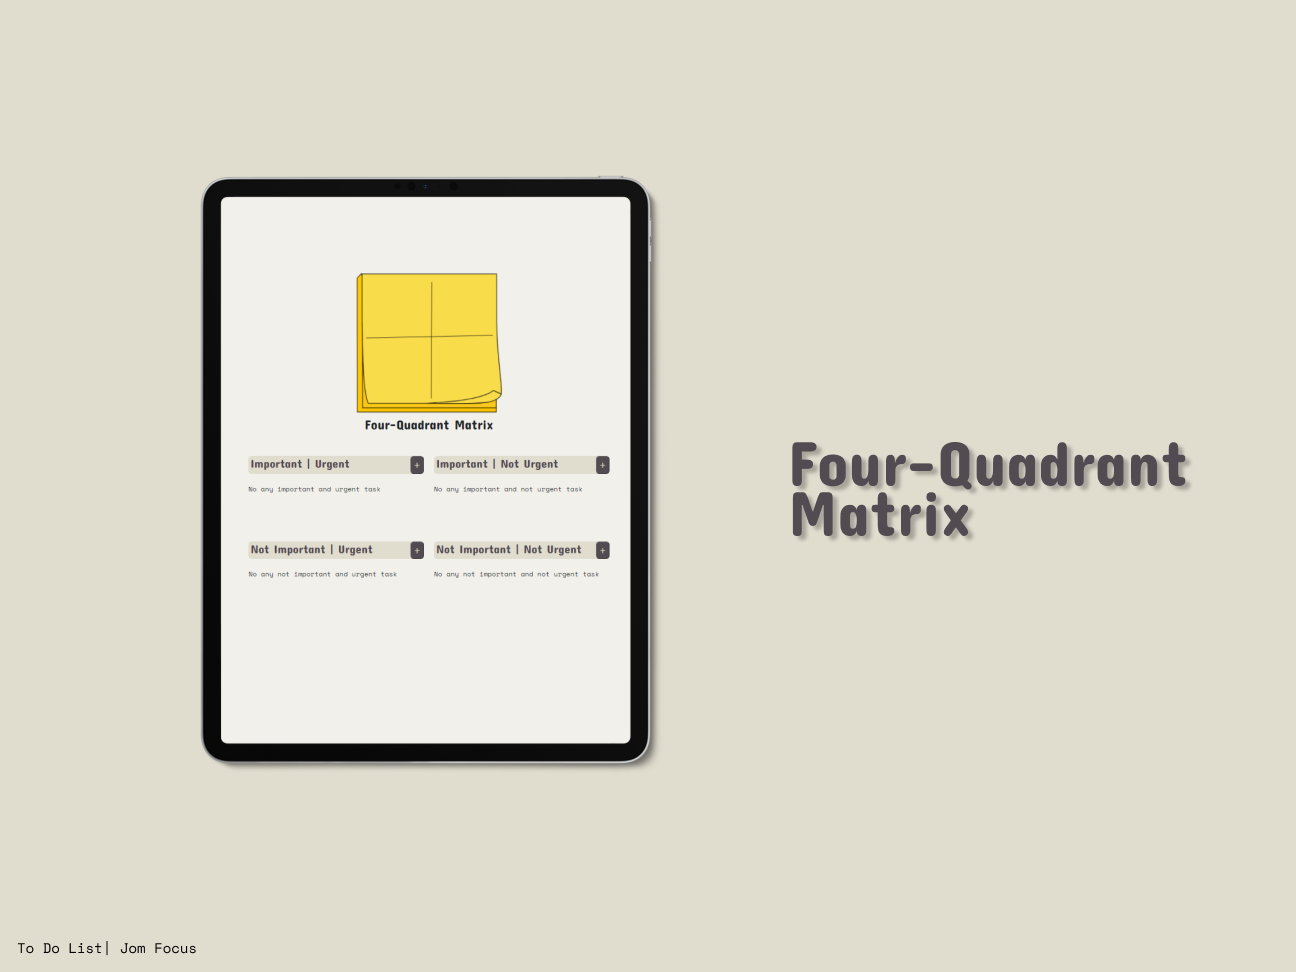 Four-Quadrant Matrix
Important | Urgent +
Important | Not Urgent +
No any important and urgent task
No any important and not urgent task
Not Important | Urgent +
Not Important | Not Urgent +
No any not important and urgent task
No any not important and not urgent task
Four-Quadrant
Matrix
To Do List| Jom Focus